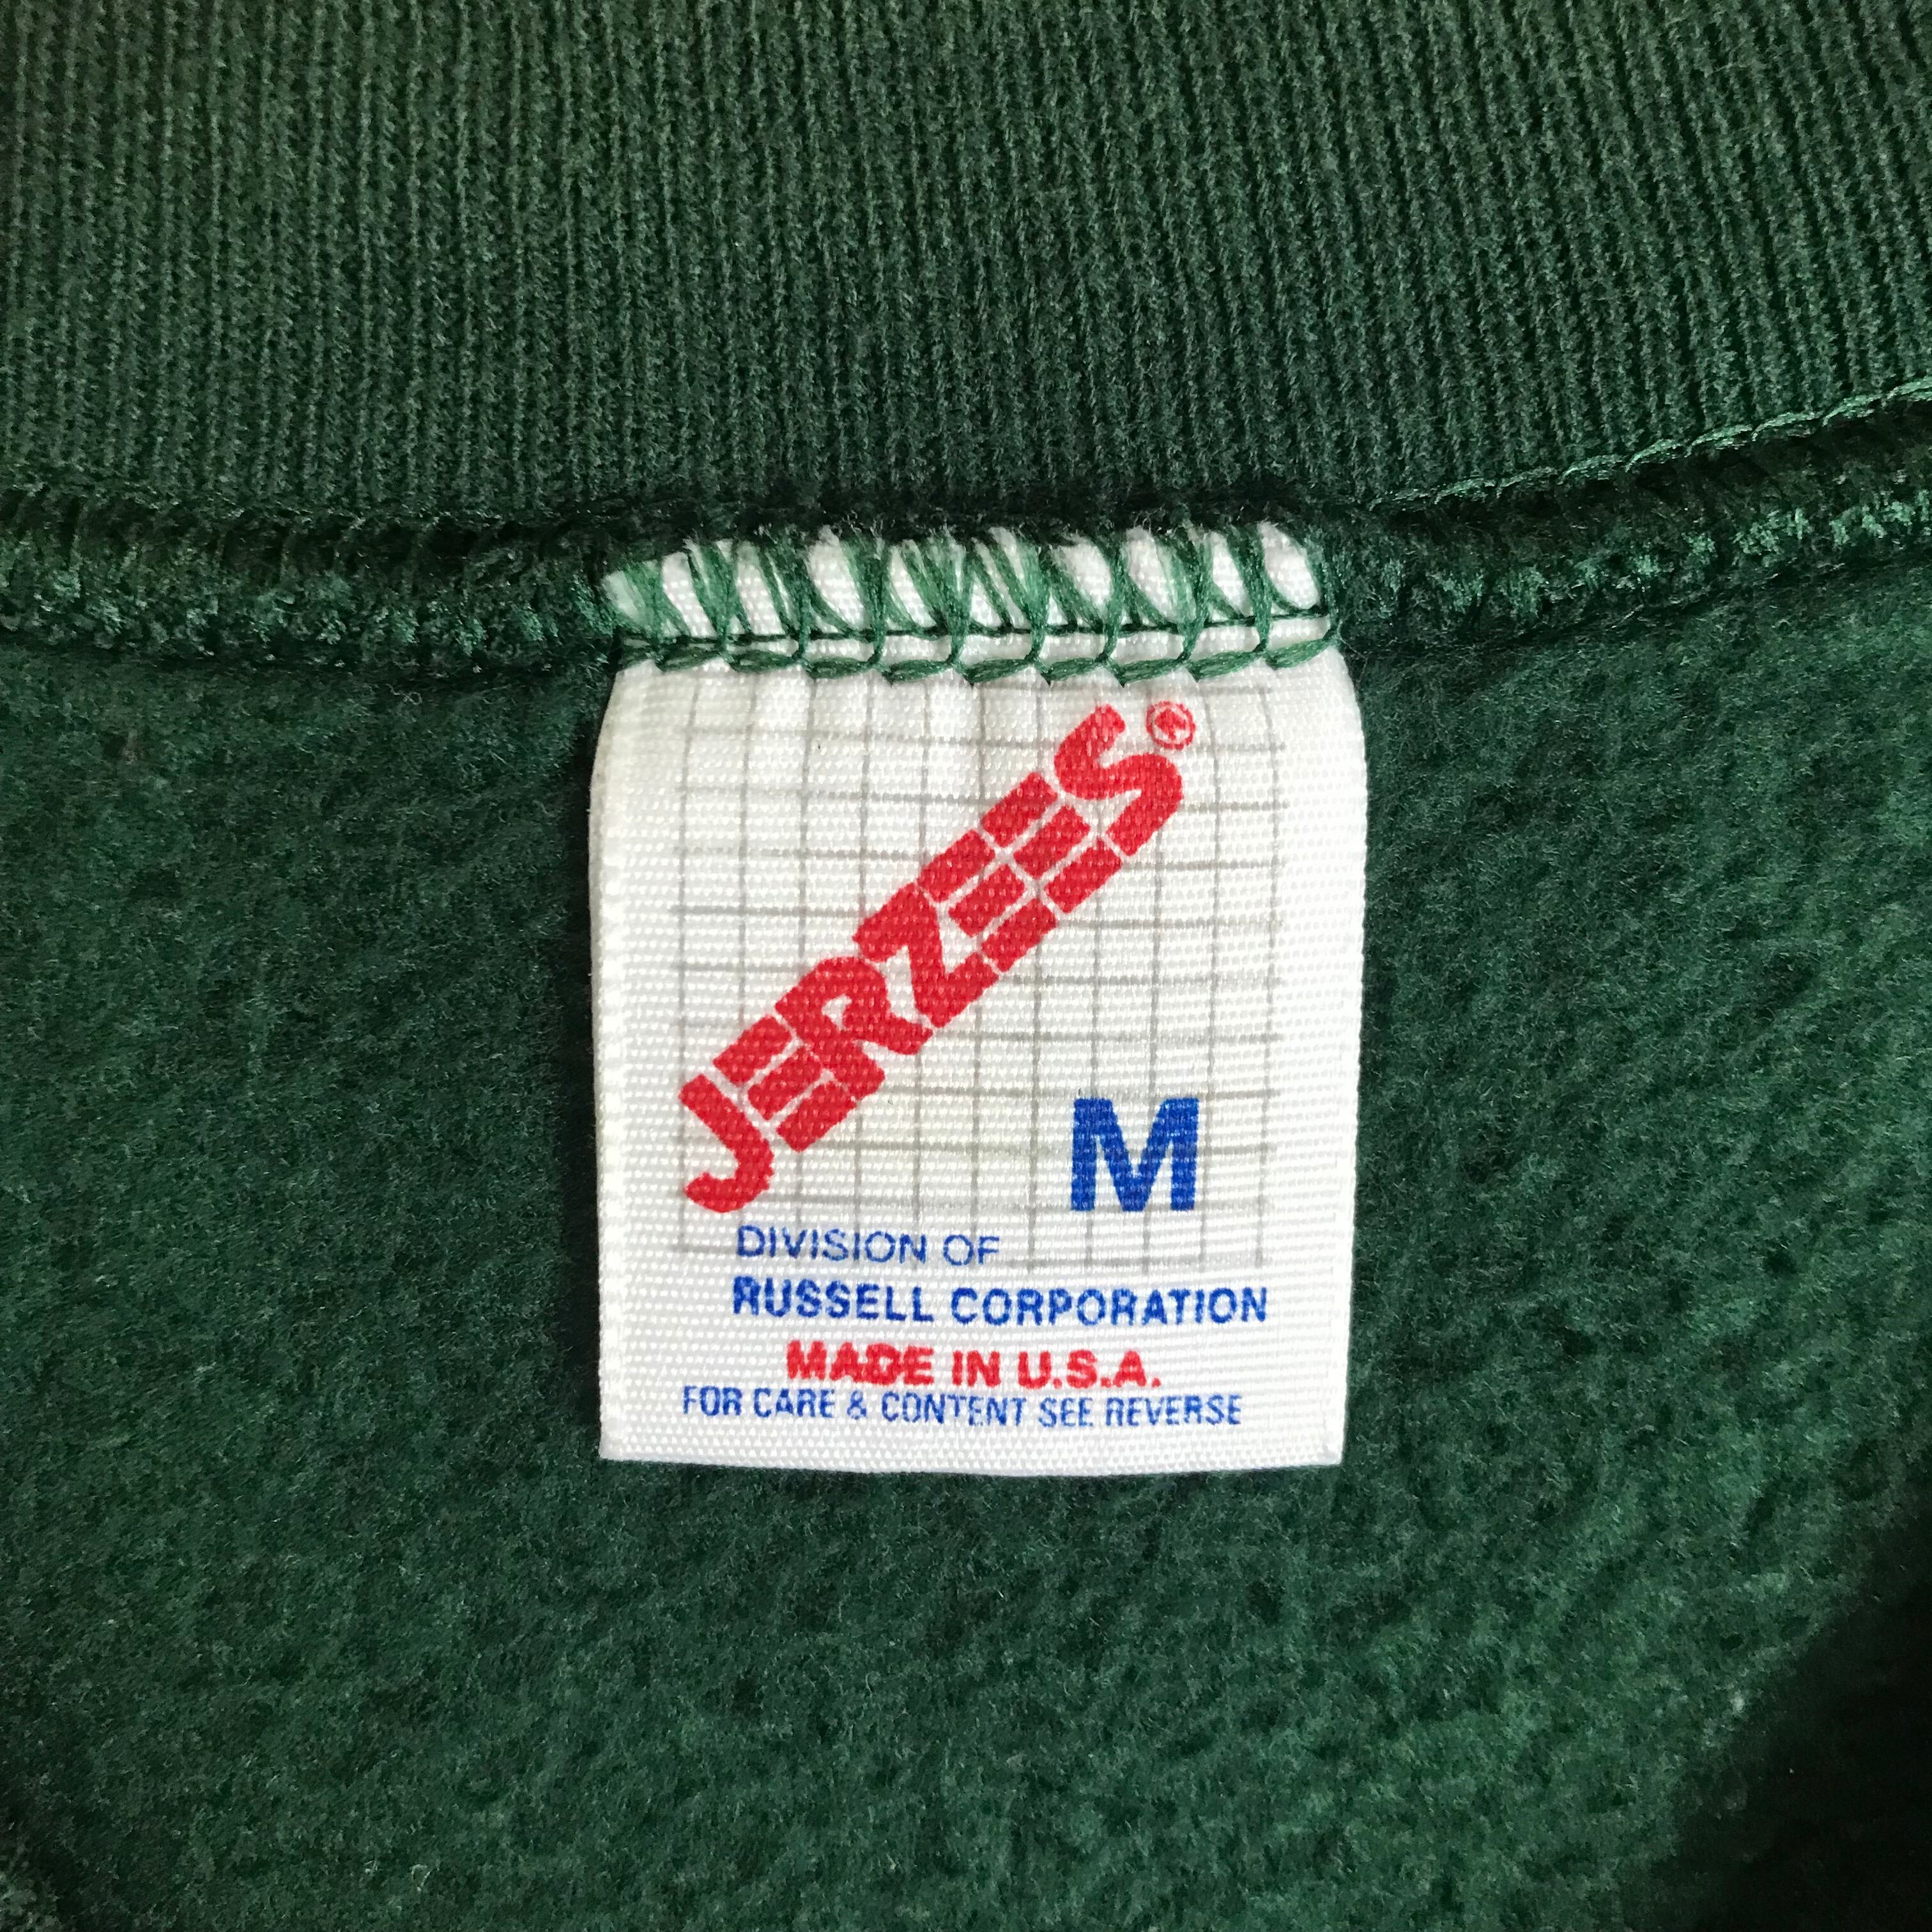 JERZEES®
M
DIVISION OF
RUSSELL CORPORATION
MADE IN U.S.A.
FOR CARE & CONTENT SEE REVERSE